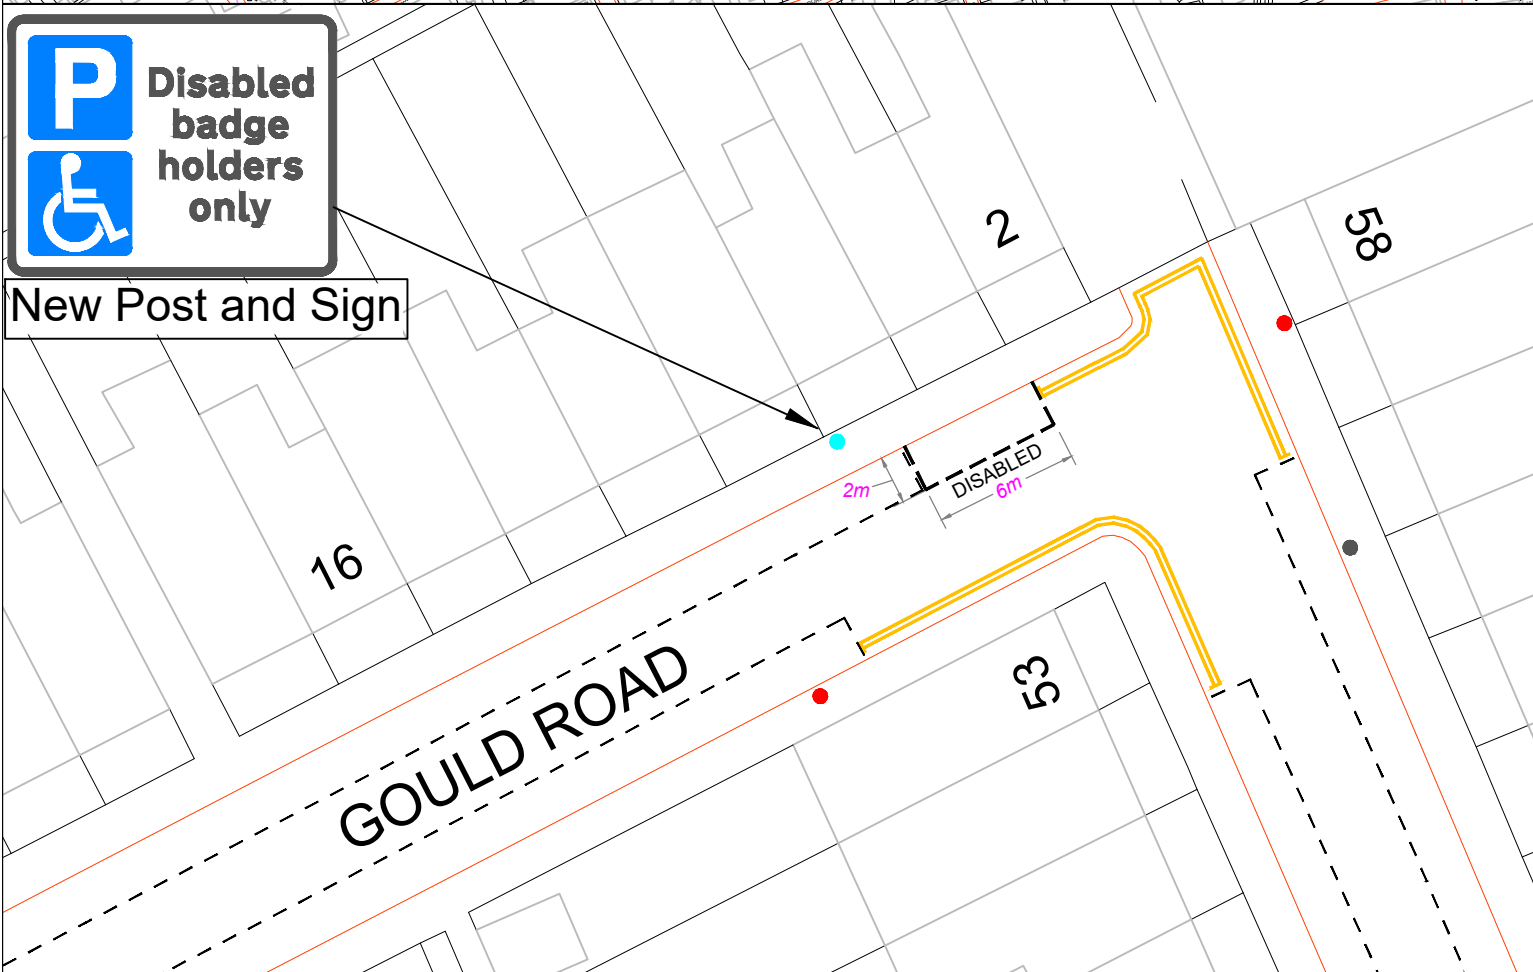 P
Disabled
badge
holders
only
New Post and Sign
2
58
DISABLED
2m
6m
16
53
GOULD ROAD